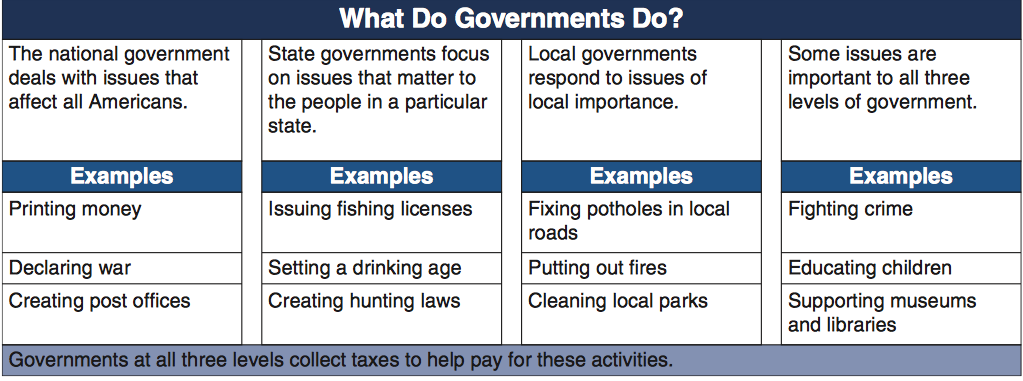 What Do Governments Do?
The national government
deals with issues that
affect all Americans.
State governments focus
on issues that matter to
the people in a particular
state.
Local governments
respond to issues of
local importance.
Some issues are
important to all three
levels of government.
Examples
Examples
Examples
Examples
Printing money
Issuing fishing licenses
Fixing potholes in local
roads
Fighting crime
Declaring war
Setting a drinking age
Putting out fires
Educating children
Creating post offices
Creating hunting laws
Cleaning local parks
Supporting museums
and libraries
Governments at all three levels collect taxes to help pay for these activities.